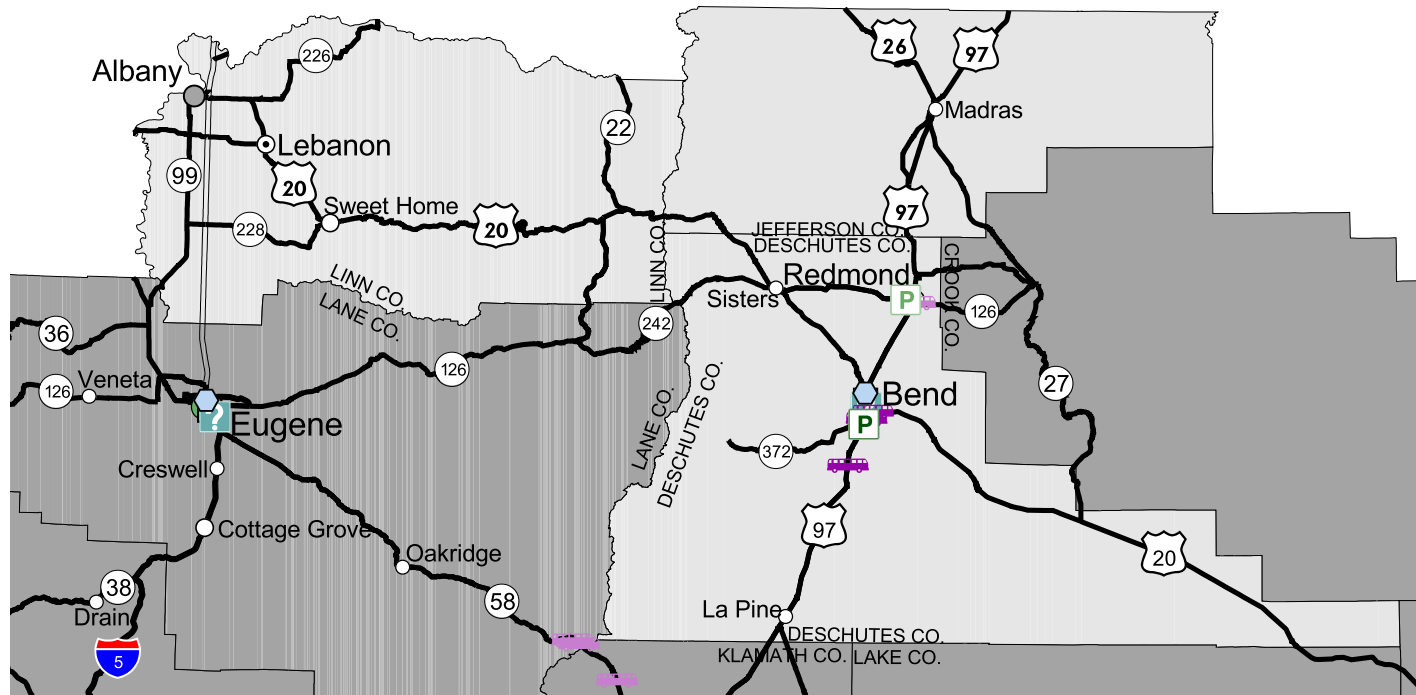 26
97
226
Albany
Madras
22
Lebanon
99
20
97
Sweet Home
20
228
JEFFERSON CO.
DESCHUTES CO.
LINN CO.
CROOK CO.
LINN CO.
LANE CO.
Redmond
Sisters
P
126
242
36
126
Veneta
126
27
LANE CO.
DESCHUTES CO.
Bend
?
Eugene
P
372
Creswell
97
Cottage Grove
20
Oakridge
38
58
Drain
La Pine
5
DESCHUTES CO.
KLAMATH CO.
LAKE CO.